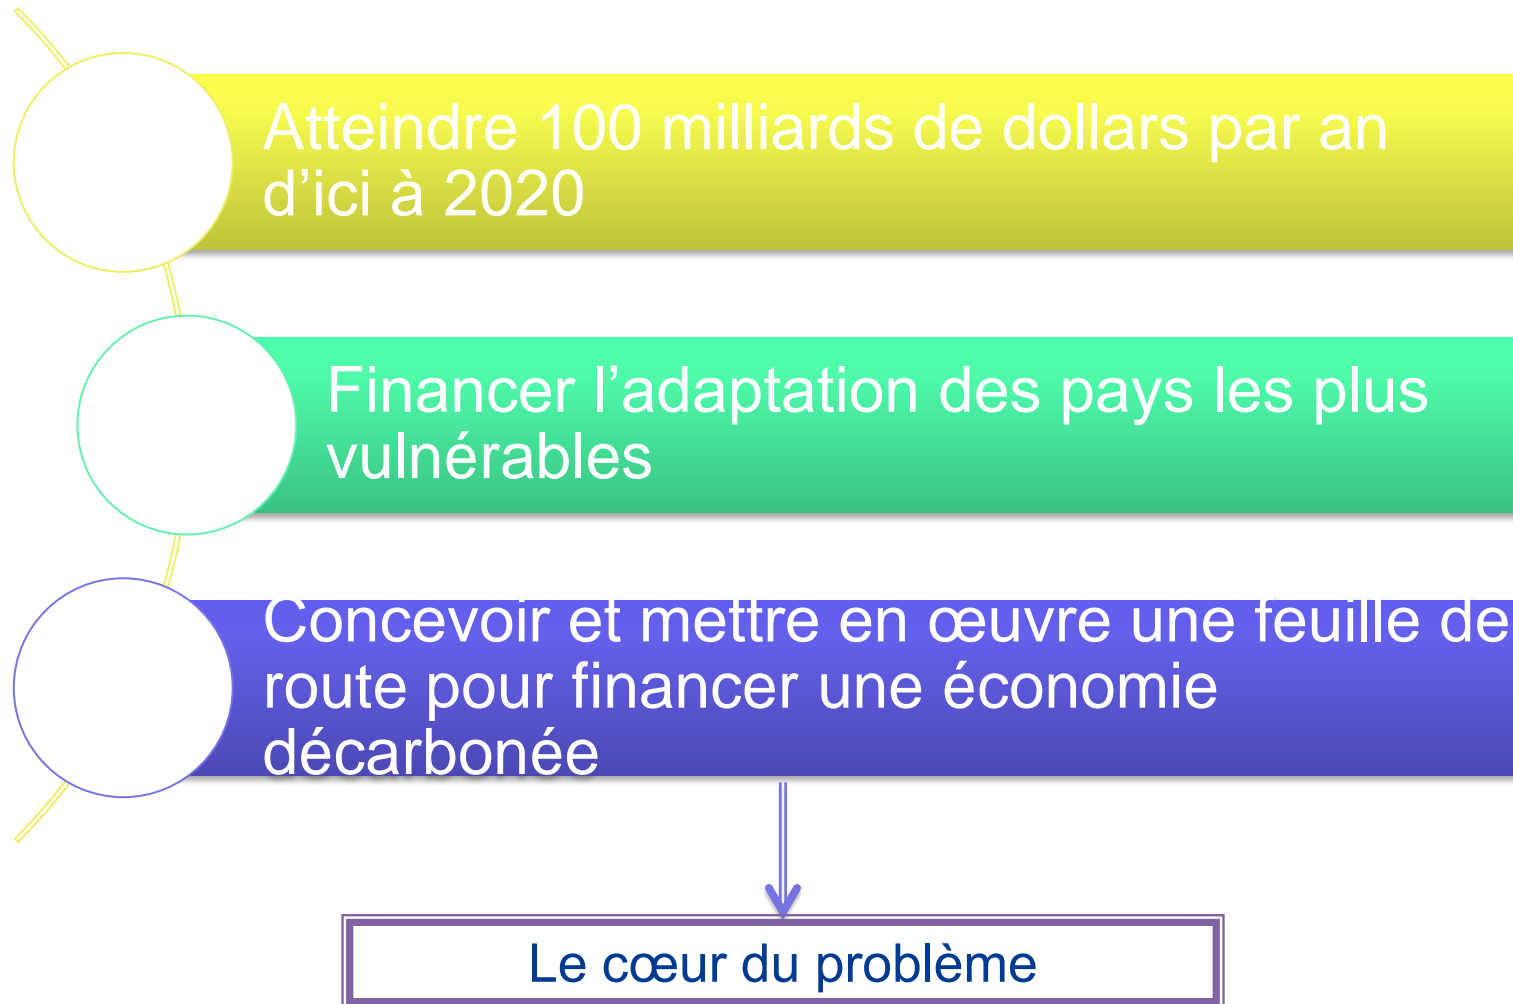 Atteindre 100 milliards de dollars par an
d’ici à 2020
Financer l’adaptation des pays les plus
vulnérables
Concevoir et mettre en œuvre une feuille de
route pour financer une économie
décarbonée
Le cœur du problème